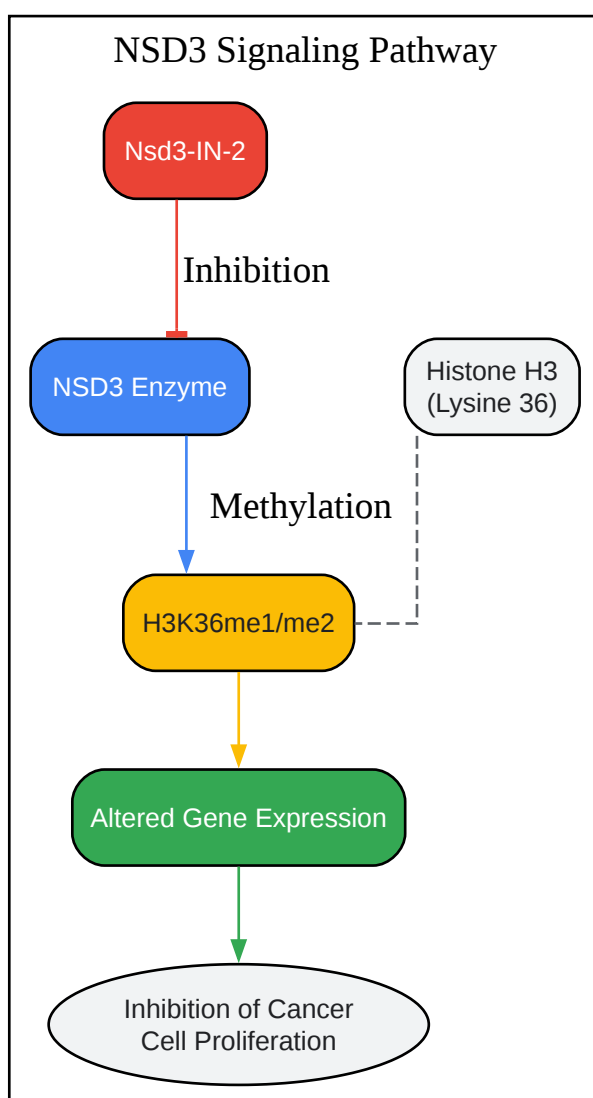 NSD3 Signaling Pathway
Nsd3-IN-2
Inhibition
NSD3 Enzyme
Histone H3
(Lysine 36)
Methylation
H3K36me1/me2
Altered Gene Expression
Inhibition of Cancer
Cell Proliferation